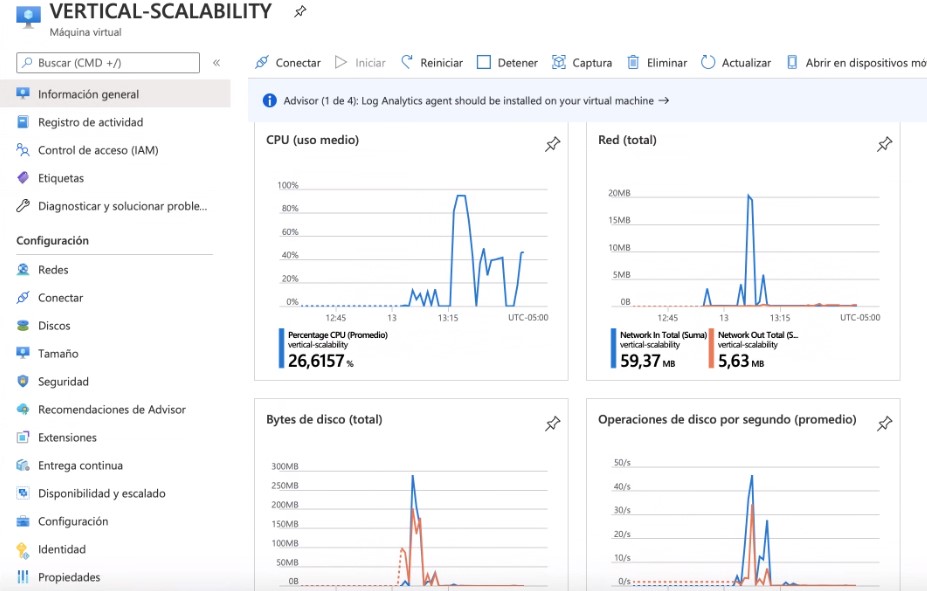 VERTICAL-SCALABILITY
Máquina virtual
Buscar (CMD +/)
«
Conectar
Iniciar
Reiniciar
Detener
Captura
Eliminar
Actualizar
Abrir en dispositivos mó
Advisor (1 de 4): Log Analytics agent should be installed on your virtual machine →
Información general
Registro de actividad
Control de acceso (IAM)
Etiquetas
Diagnosticar y solucionar proble...
Configuración
Redes
Conectar
Discos
Tamaño
Seguridad
Recomendaciones de Advisor
Extensiones
Entrega continua
Disponibilidad y escalado
Configuración
Identidad
Propiedades
CPU (uso medio)
100%
80%
60%
40%
20%
0%
12:45
13
13:15
UTC-05:00
Percentage CPU (Promedio)
vertical-scalability
26,6157 %
Red (total)
20MB
15MB
10MB
5MB
0B
12:45
13
13:15
UTC-05:00
Network In Total (Suma)
vertical-scalability
59,37 MB
Network Out Total (S...
vertical-scalability
5,63 MB
Bytes de disco (total)
300MB
250MB
200MB
150MB
100MB
50MB
0B
Operaciones de disco por segundo (promedio)
50/s
40/s
30/s
20/s
10/s
0/s